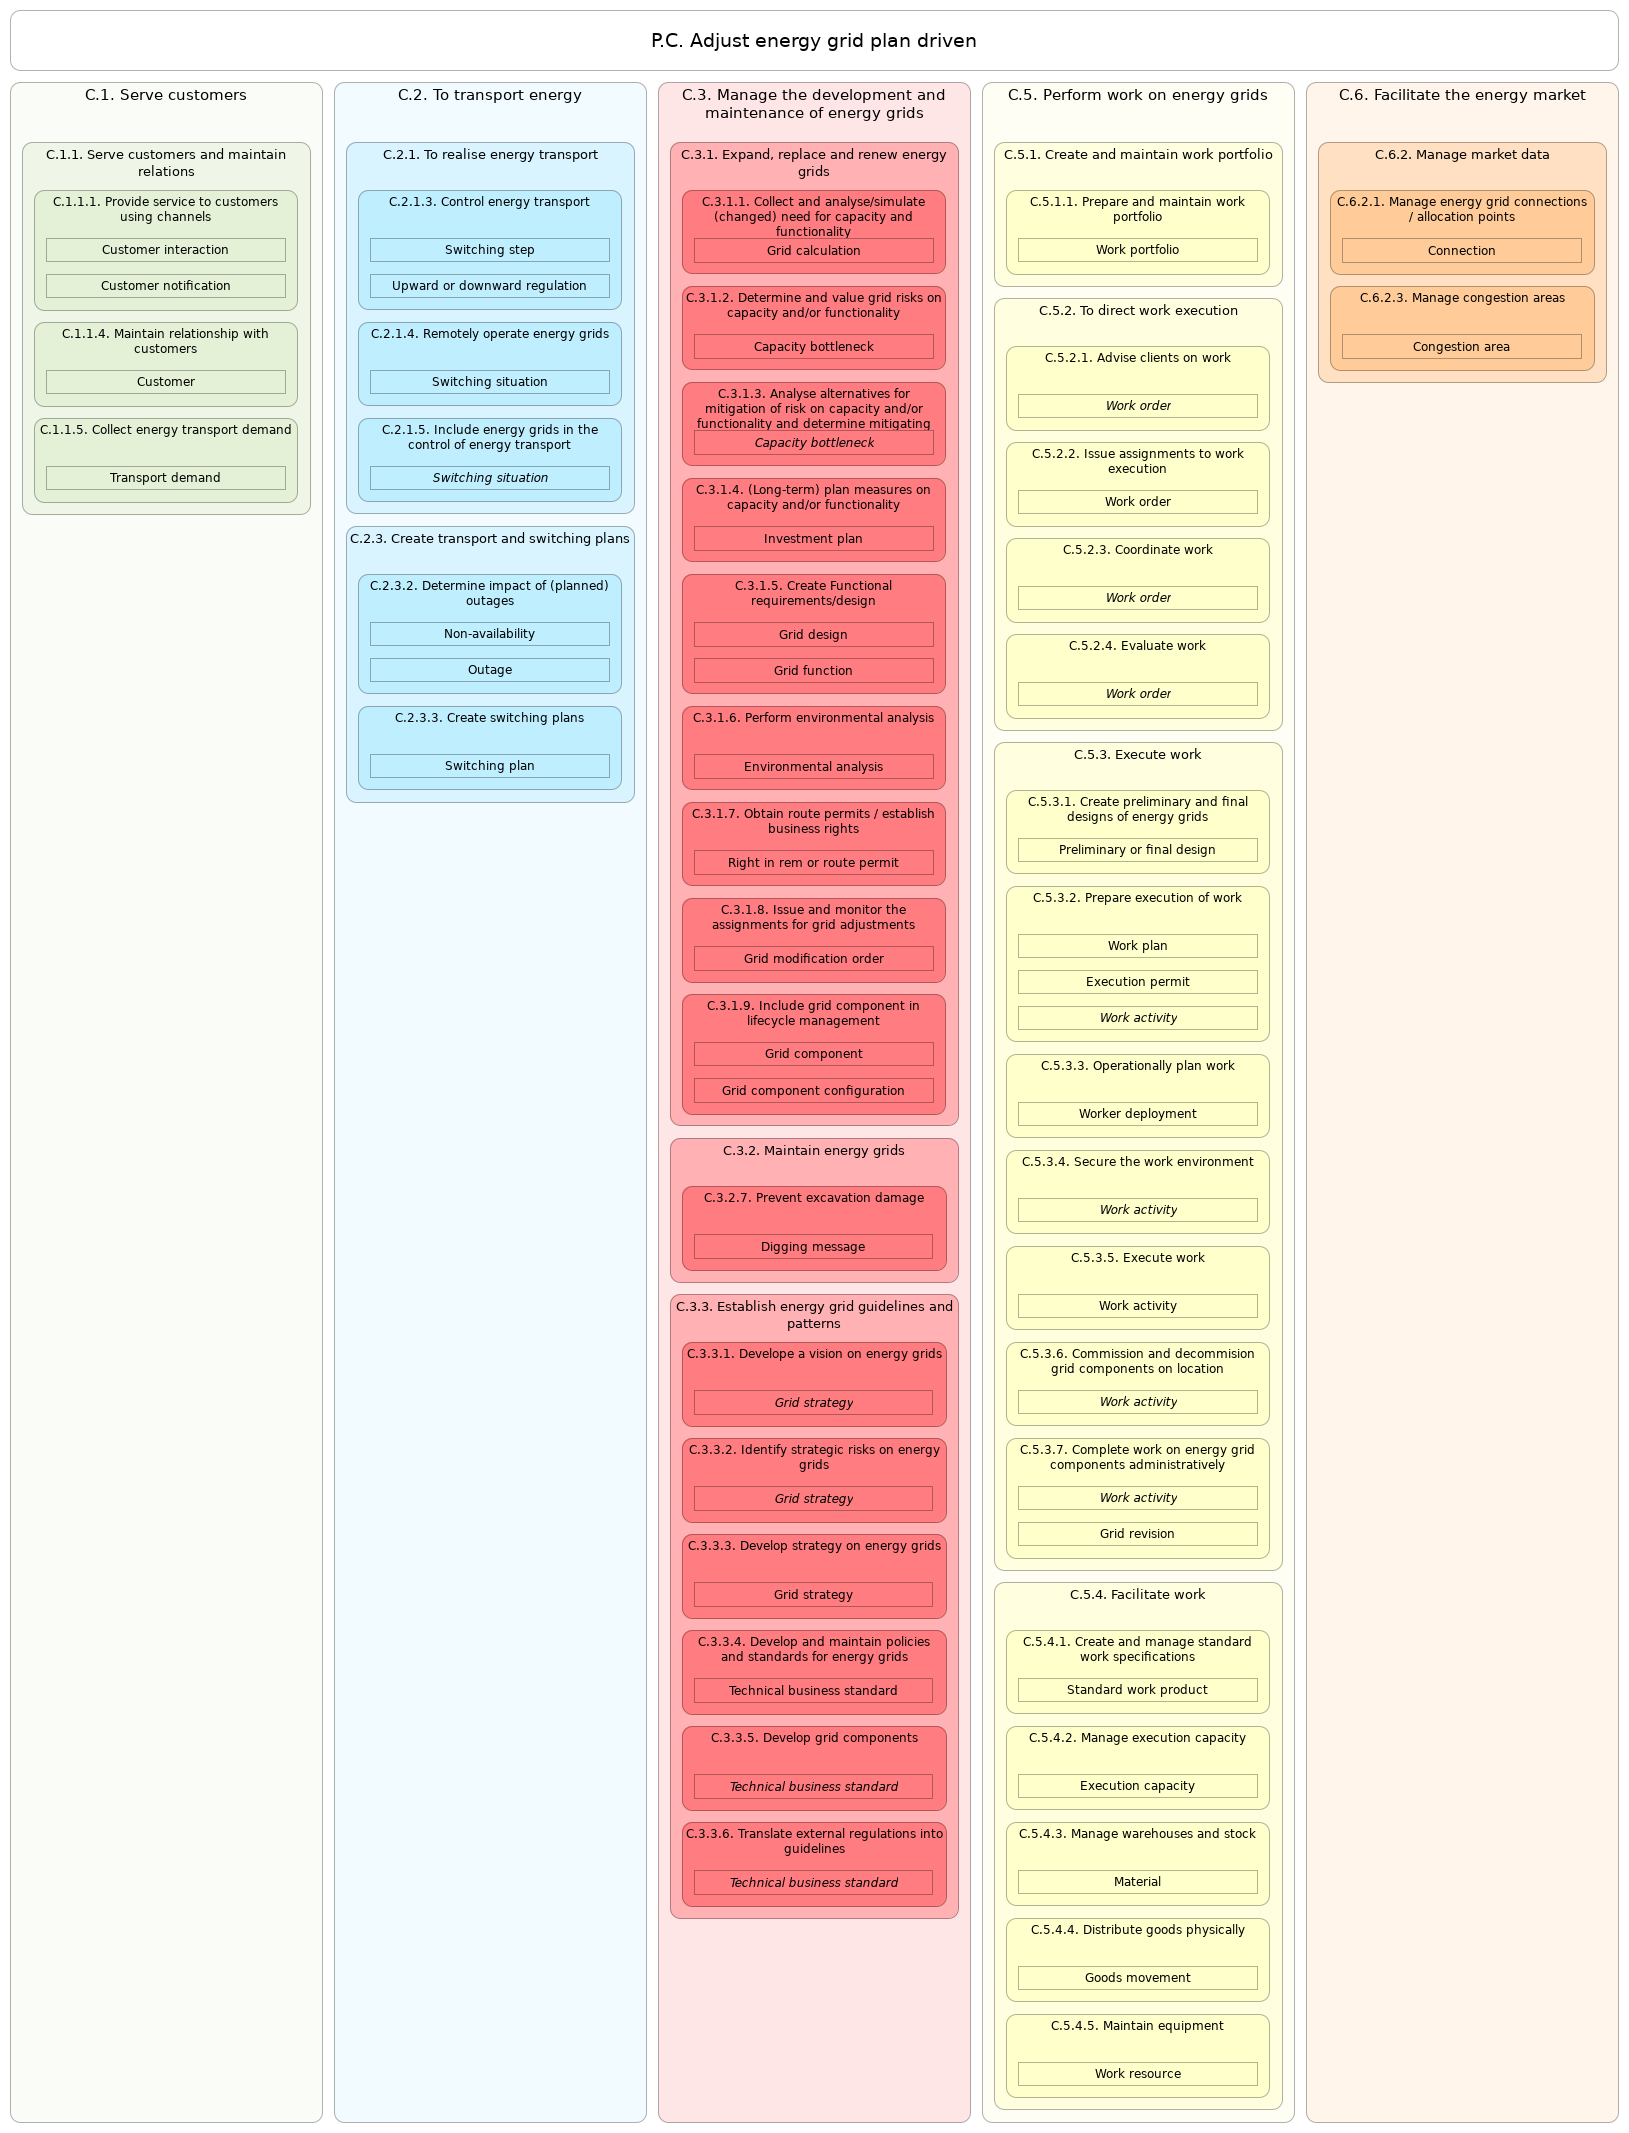 P.C. Adjust energy grid plan driven
C.1. Serve customers
C.1.1. Serve customers and maintain
relations
C.1.1.1. Provide service to customers
using channels
Customer interaction
Customer notification
C.1.1.4. Maintain relationship with
customers
Customer
C.1.1.5. Collect energy transport demand
Transport demand
C.2. To transport energy
C.2.1. To realise energy transport
C.2.1.3. Control energy transport
Switching step
Upward or downward regulation
C.2.1.4. Remotely operate energy grids
Switching situation
C.2.1.5. Include energy grids in the
control of energy transport
Switching situation
C.2.3. Create transport and switching plans
C.2.3.2. Determine impact of (planned)
outages
Non-availability
Outage
C.2.3.3. Create switching plans
Switching plan
C.3. Manage the development and
maintenance of energy grids
C.3.1. Expand, replace and renew energy
grids
C.3.1.1. Collect and analyse/simulate
(changed) need for capacity and
functionality
Grid calculation
C.3.1.2. Determine and value grid risks on
capacity and/or functionality
Capacity bottleneck
C.3.1.3. Analyse alternatives for
mitigation of risk on capacity and/or
functionality and determine mitigating
Capacity bottleneck
C.3.1.4. (Long-term) plan measures on
capacity and/or functionality
Investment plan
C.3.1.5. Create Functional
requirements/design
Grid design
Grid function
C.3.1.6. Perform environmental analysis
Environmental analysis
C.3.1.7. Obtain route permits / establish
business rights
Right in rem or route permit
C.3.1.8. Issue and monitor the
assignments for grid adjustments
Grid modification order
C.3.1.9. Include grid component in
lifecycle management
Grid component
Grid component configuration
C.3.2. Maintain energy grids
C.3.2.7. Prevent excavation damage
Digging message
C.3.3. Establish energy grid guidelines and
patterns
C.3.3.1. Develope a vision on energy grids
Grid strategy
C.3.3.2. Identify strategic risks on energy
grids
Grid strategy
C.3.3.3. Develop strategy on energy grids
Grid strategy
C.3.3.4. Develop and maintain policies
and standards for energy grids
Technical business standard
C.3.3.5. Develop grid components
Technical business standard
C.3.3.6. Translate external regulations into
guidelines
Technical business standard
C.5. Perform work on energy grids
C.5.1. Create and maintain work portfolio
C.5.1.1. Prepare and maintain work
portfolio
Work portfolio
C.5.2. To direct work execution
C.5.2.1. Advise clients on work
Work order
C.5.2.2. Issue assignments to work
execution
Work order
C.5.2.3. Coordinate work
Work order
C.5.2.4. Evaluate work
Work order
C.5.3. Execute work
C.5.3.1. Create preliminary and final
designs of energy grids
Preliminary or final design
C.5.3.2. Prepare execution of work
Work plan
Execution permit
Work activity
C.5.3.3. Operationally plan work
Worker deployment
C.5.3.4. Secure the work environment
Work activity
C.5.3.5. Execute work
Work activity
C.5.3.6. Commission and decommision
grid components on location
Work activity
C.5.3.7. Complete work on energy grid
components administratively
Work activity
Grid revision
C.5.4. Facilitate work
C.5.4.1. Create and manage standard
work specifications
Standard work product
C.5.4.2. Manage execution capacity
Execution capacity
C.5.4.3. Manage warehouses and stock
Material
C.5.4.4. Distribute goods physically
Goods movement
C.5.4.5. Maintain equipment
Work resource
C.6. Facilitate the energy market
C.6.2. Manage market data
C.6.2.1. Manage energy grid connections
/ allocation points
Connection
C.6.2.3. Manage congestion areas
Congestion area